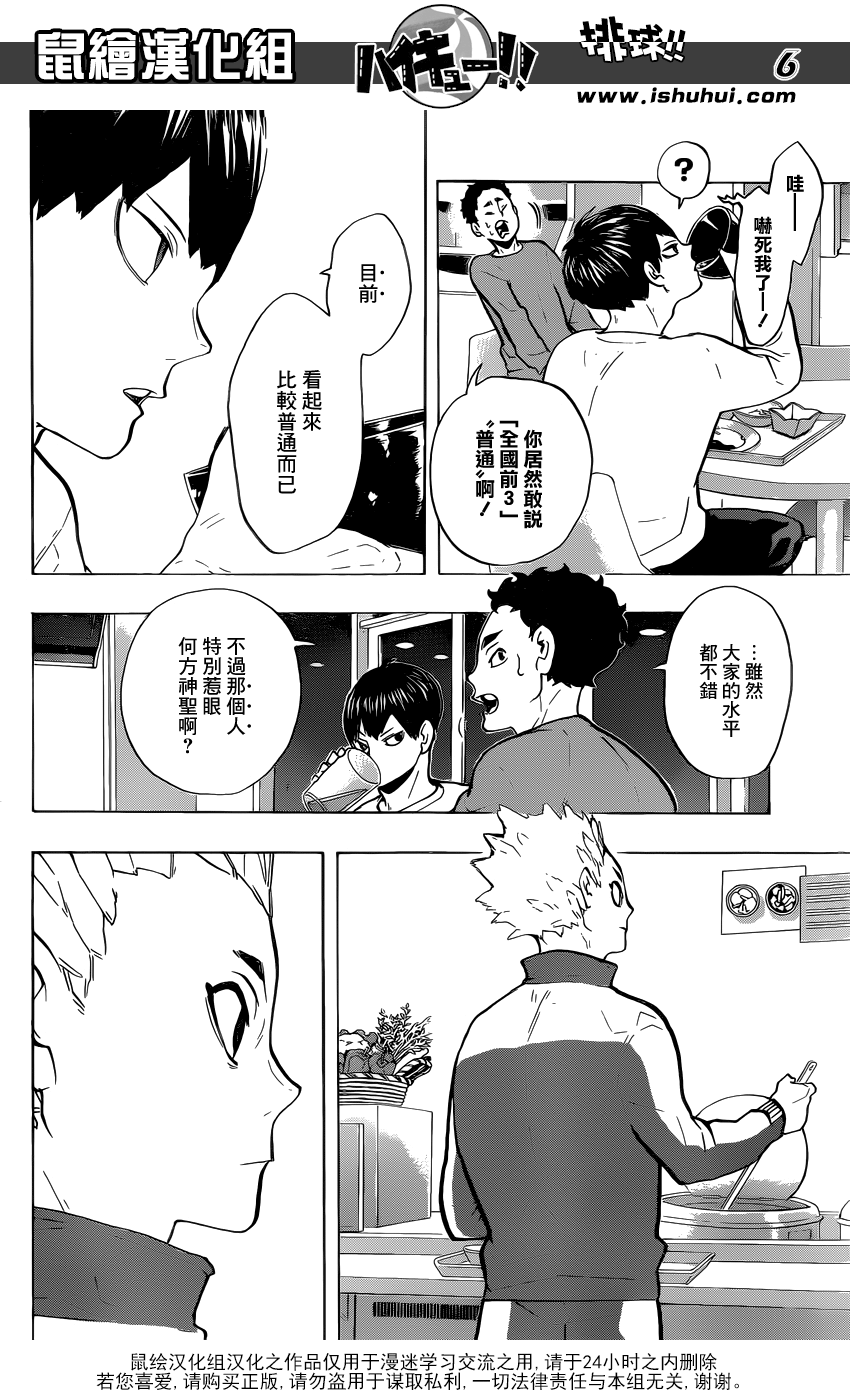 鼠繪漢化組
ハイキュー!!
排球!!
6
www.ishuhui.com
哇——
嚇死我了—!
?
你居然敢說
「全國前3」
“普通”啊!
目前
看起來
比較普通而已
…雖然
大家的水平
都不錯
不過那個人
特別惹眼
何方神聖啊?
鼠绘汉化组汉化之作品仅用于漫迷学习交流之用, 请于24小时之内删除
若您喜爱, 请购买正版, 请勿盗用于谋取私利, 一切法律责任与本组无关, 谢谢。